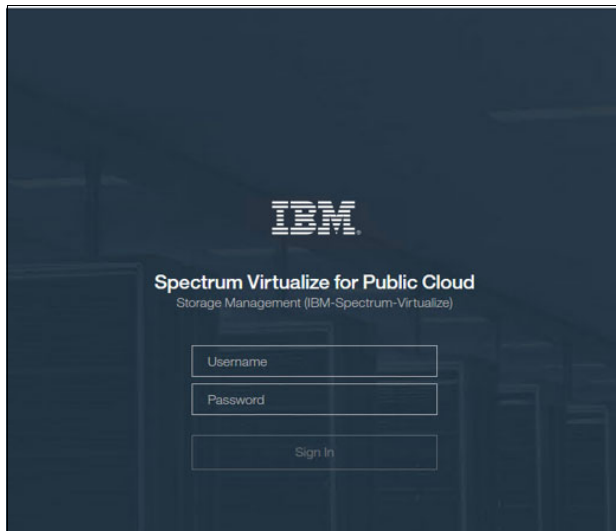 IBM
Spectrum Virtualize for Public Cloud
Storage Management (IBM-Spectrum-Virtualize)
Username
Password
Sign In